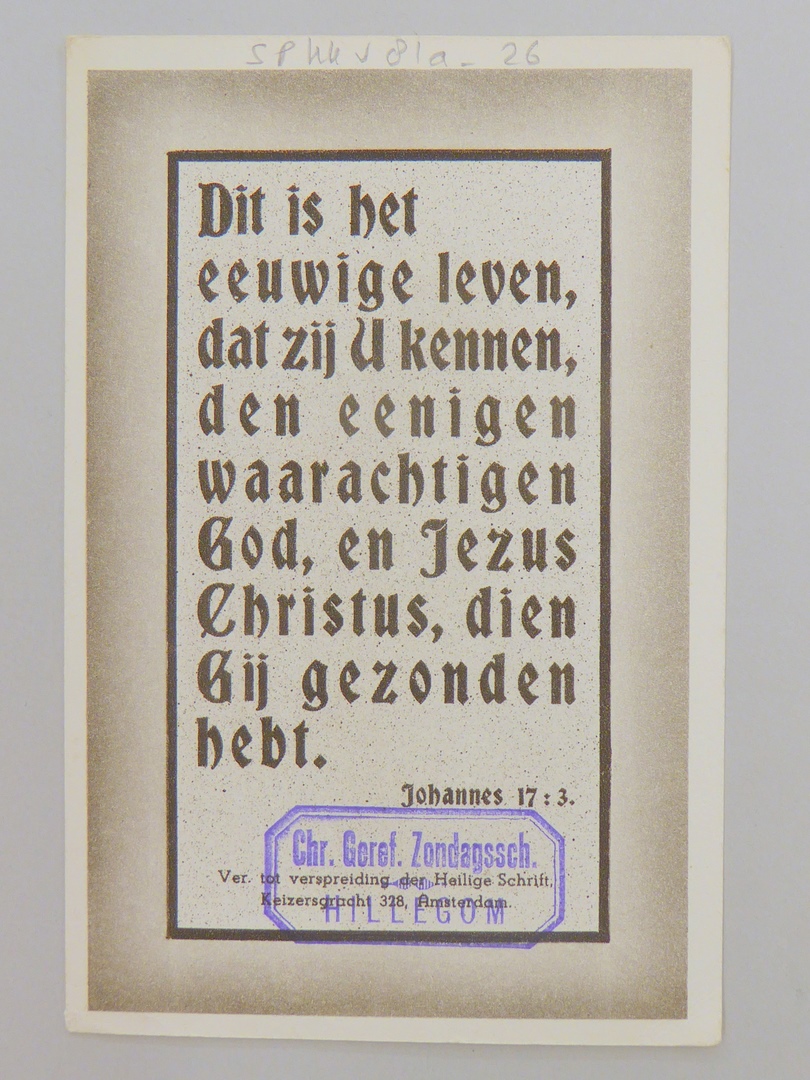 Dit is het
eeuwige leven,
dat zij U kennen,
den eenigen
waarachtigen
God, en Jezus
Christus, dien
Gij gezonden
hebt.
Johannes 17:3.
Chr. Geref. Zondagssch.
Ver. tot verspreiding der Heilige Schrift,
Keizersgracht 328, Amsterdam.
HILLEGOM